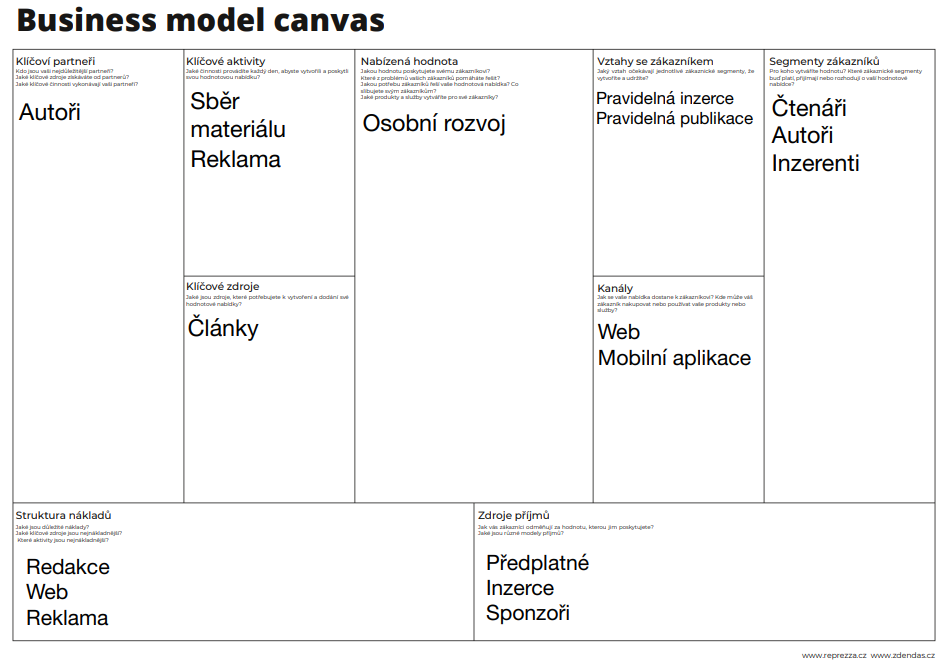 Business model canvas
Klíčoví partneři
Kdo jsou vaši nejdůležitější partneři?
Jaké klíčové zdroje získáváte od partnerů?
Jaké klíčové činnosti vykonávají vaši partneři?
Autoři
Klíčové aktivity
Jaké činnosti provádíte každý den, abyste vytvořili a poskytli
svou hodnotovou nabídku?
Sběr
materiálu
Reklama
Klíčové zdroje
Jaké jsou zdroje, které potřebujete k vytvoření a dodání své
hodnotové nabídky?
Články
Nabízená hodnota
Jakou hodnotu poskytujete svému zákazníkovi?
Které z problémů vašich zákazníků pomáháte řešit?
Jakou potřebu zákazníků řeší vaše hodnotová nabídka? Co
slibujete svým zákazníkům?
Jaké produkty a služby vytváříte pro své zákazníky?
Osobní rozvoj
Vztahy se zákazníkem
Jaký vztah očekávají jednotlivé zákaznické segmenty, že
vytvoříte a udržíte?
Pravidelná inzerce
Pravidelná publikace
Kanály
Jak se vaše nabídka dostane k zákazníkovi? Kde může váš
zákazník nakupovat nebo používat vaše produkty nebo
služby?
Web
Mobilní aplikace
Segmenty zákazníků
Pro koho vytváříte hodnotu? Které zákaznické segmenty
buď platí, přijímají nebo rozhodují o vaší hodnotové
nabídce?
Čtenáři
Autoři
Inzerenti
Struktura nákladů
Jaké jsou důležité náklady?
Jaké klíčové zdroje jsou nejnákladnější?
Které aktivity jsou nejnákladnější?
Redakce
Web
Reklama
Zdroje příjmů
Jak vás zákazníci odměňují za hodnotu, kterou jim poskytujete?
Jaké jsou různé modely příjmů?
Předplatné
Inzerce
Sponzoři
www.reprezza.cz www.zdendas.cz